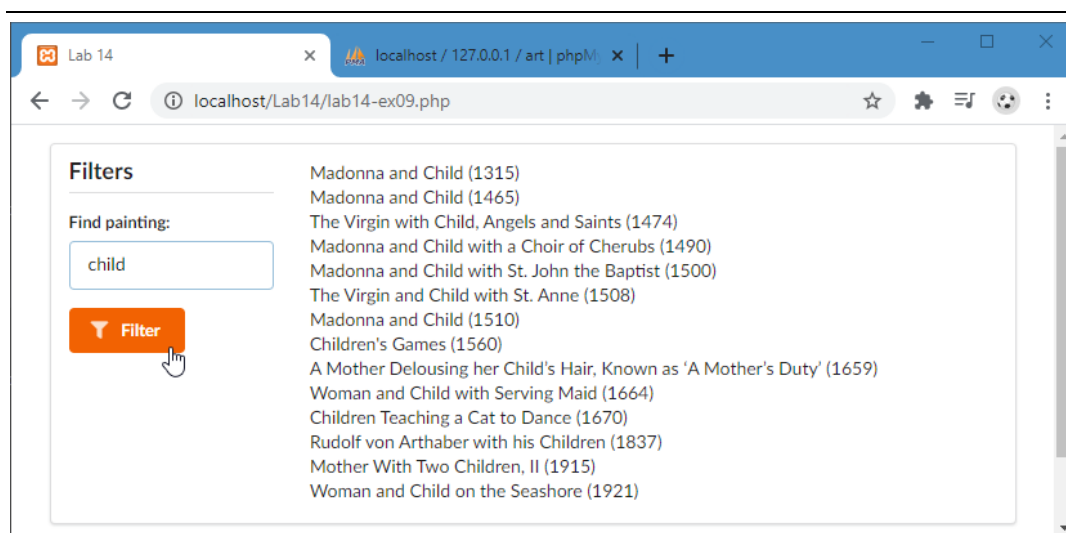 Lab 14
localhost / 127.0.0.1 / art | phpM
localhost/Lab14/lab14-ex09.php
Filters
Find painting:
child
Filter
Madonna and Child (1315)
Madonna and Child (1465)
The Virgin with Child, Angels and Saints (1474)
Madonna and Child with a Choir of Cherubs (1490)
Madonna and Child with St. John the Baptist (1500)
The Virgin and Child with St. Anne (1508)
Madonna and Child (1510)
Children's Games (1560)
A Mother Delousing her Child’s Hair, Known as ‘A Mother’s Duty’ (1659)
Woman and Child with Serving Maid (1664)
Children Teaching a Cat to Dance (1670)
Rudolf von Arthaber with his Children (1837)
Mother With Two Children, II (1915)
Woman and Child on the Seashore (1921)